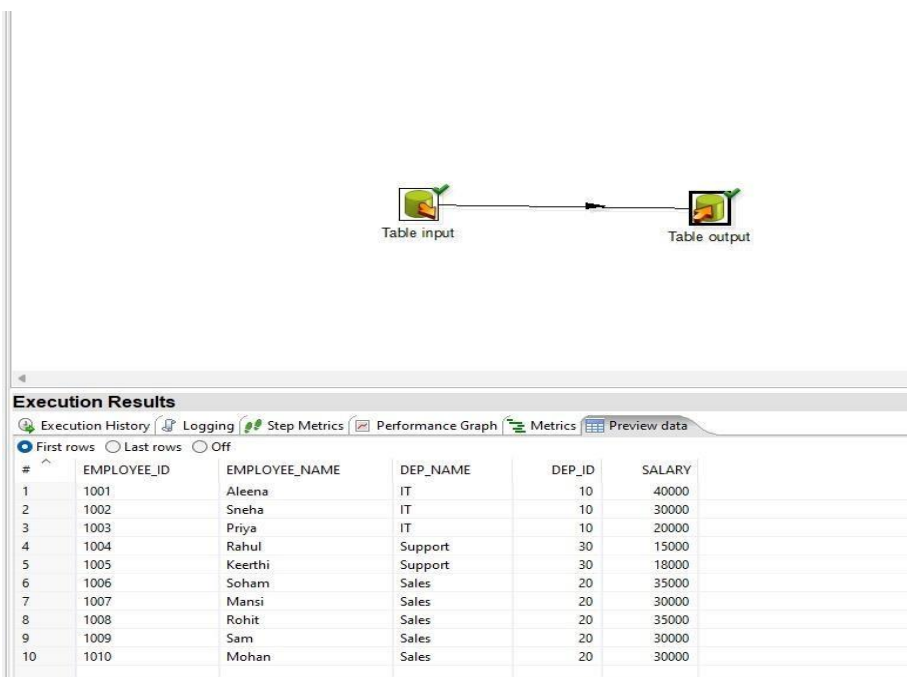 Table input
Table output
Execution Results
Execution History Logging Step Metrics Performance Graph Metrics Preview data
First rows Last rows Off
# EMPLOYEE_ID EMPLOYEE_NAME DEP_NAME DEP_ID SALARY
1 1001 Aleena IT 10 40000
2 1002 Sneha IT 10 30000
3 1003 Priya IT 10 20000
4 1004 Rahul Support 30 15000
5 1005 Keerthi Support 30 18000
6 1006 Soham Sales 20 35000
7 1007 Mansi Sales 20 30000
8 1008 Rohit Sales 20 35000
9 1009 Sam Sales 20 30000
10 1010 Mohan Sales 20 30000